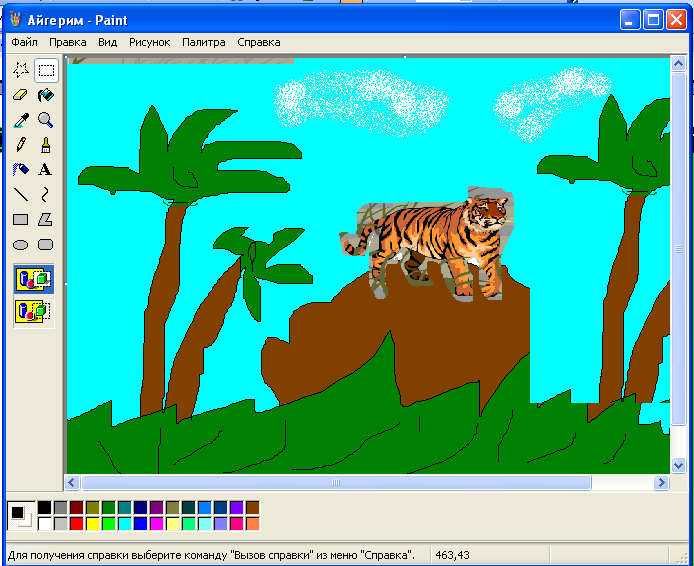 Айгерим - Paint
Файл Правка Вид Рисунок Палитра Справка
A
Для получения справки выберите команду "Вызов справки" из меню "Справка". 463,43